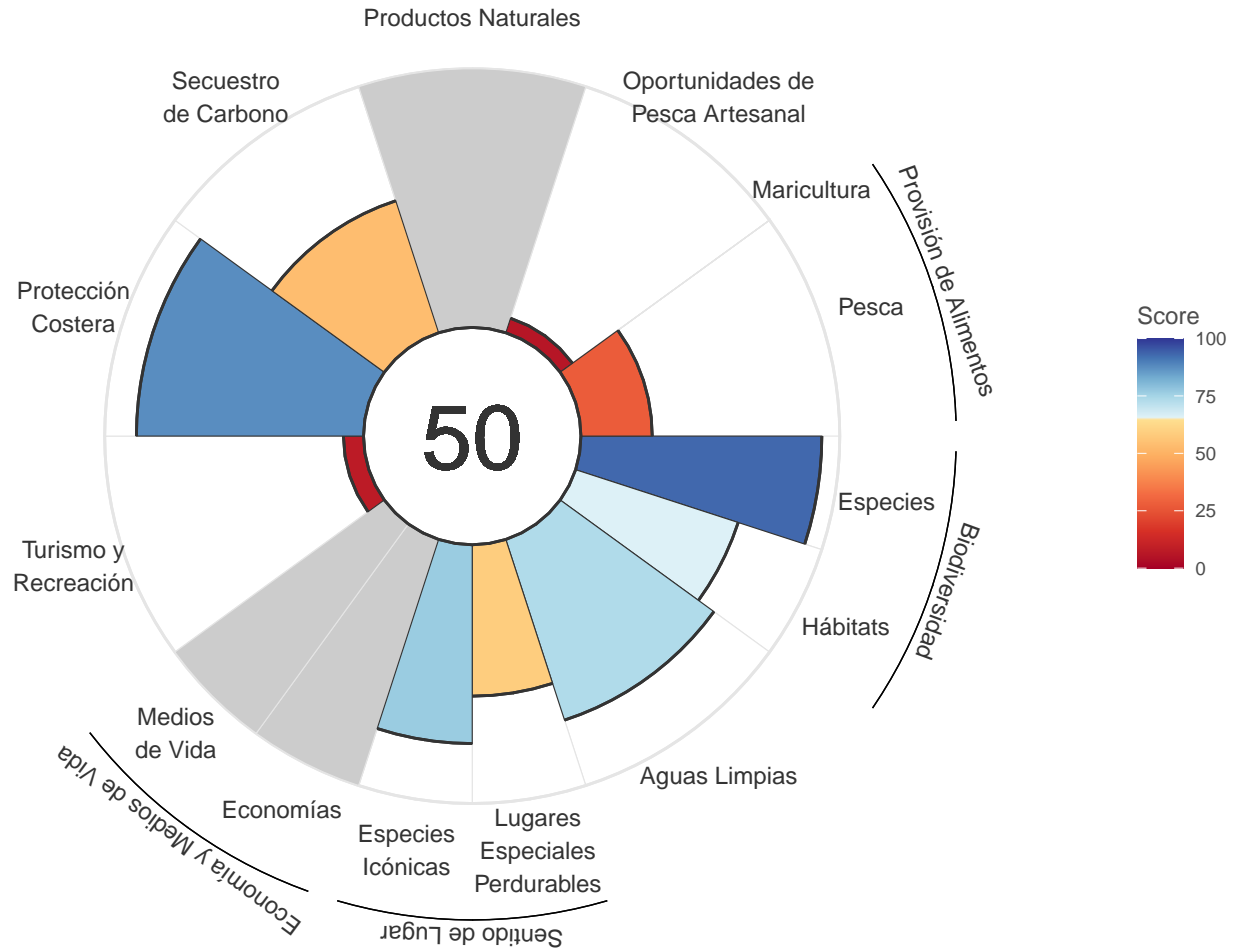 Productos Naturales
Secuestro
de Carbono
Oportunidades de
Pesca Artesanal
Maricultura
Provisión de Alimentos
Protección
Costera
Pesca
Score
100
75
50
25
0
50
Especies
Biodiversidad
Turismo y
Recreación
Hábitats
Medios
de Vida
Aguas Limpias
Economías
Especies
Icónicas
Lugares
Especiales
Perdurables
Economía y Medios de Vida
Sentido de Lugar